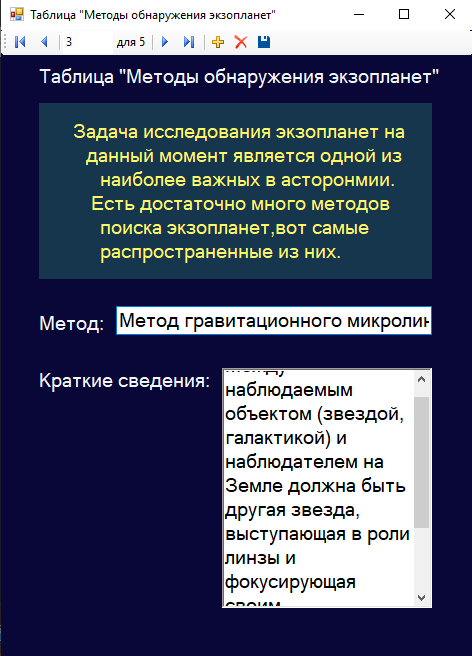 Таблица "Методы обнаружения экзопланет"
3 для 5
Таблица "Методы обнаружения экзопланет"
Задача исследования экзопланет на
данный момент является одной из
наиболее важных в асторонмии.
Есть достаточно много методов
поиска экзопланет,вот самые
распространенные из них.
Метод: Метод гравитационного микролин
Краткие сведения:
между
наблюдаемым
объектом (звездой,
галактикой) и
наблюдателем на
Земле должна быть
другая звезда,
выступающая в роли
линзы и
фокусирующая
своим